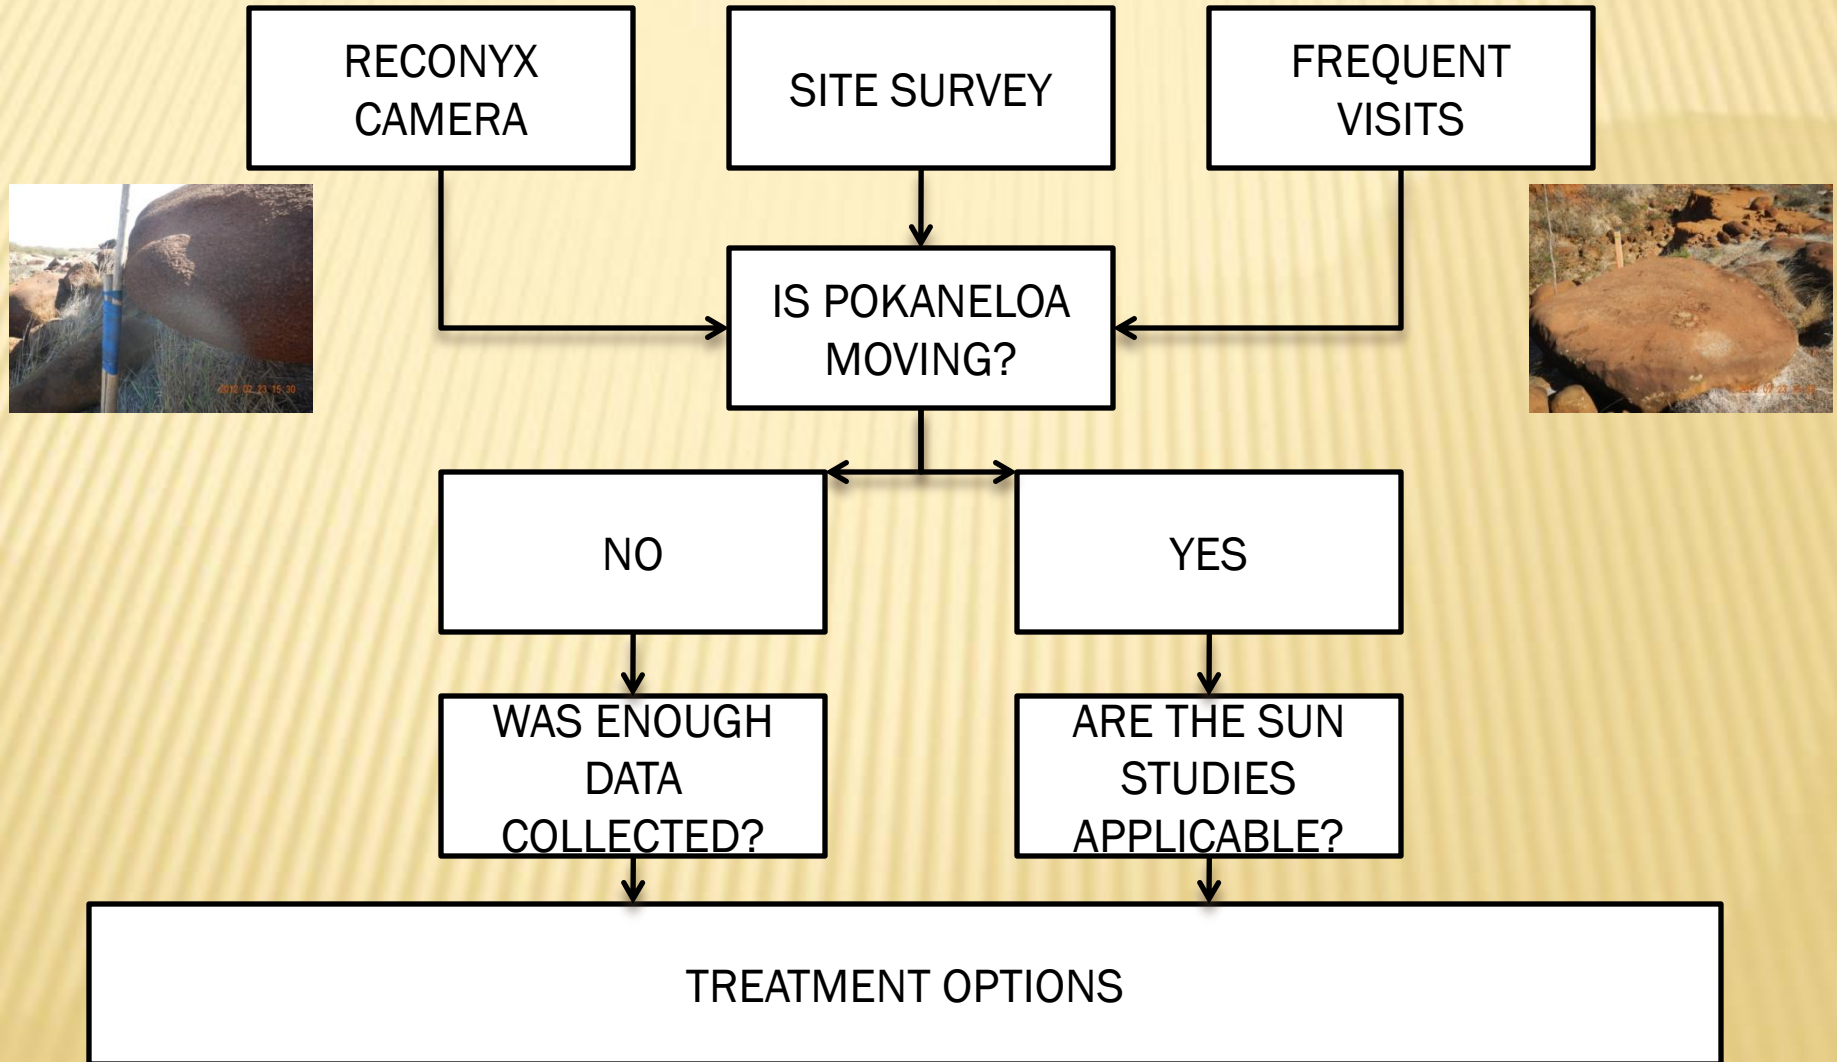 RECONYX
CAMERA
SITE SURVEY
FREQUENT
VISITS
IS POKANELOA
MOVING?
NO
YES
WAS ENOUGH
DATA
COLLECTED?
ARE THE SUN
STUDIES
APPLICABLE?
TREATMENT OPTIONS